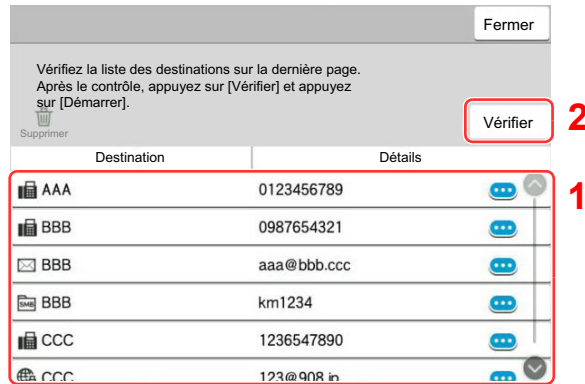 Fermer
Vérifiez la liste des destinations sur la dernière page.
Après le contrôle, appuyez sur [Vérifier] et appuyez
sur [Démarrer].
Supprimer
Vérifier
2
Destination Détails
1
AAA 0123456789
BBB 0987654321
BBB aaa@bbb.ccc
SMB BBB km1234
CCC 1236547890
CCC 123@908.jp